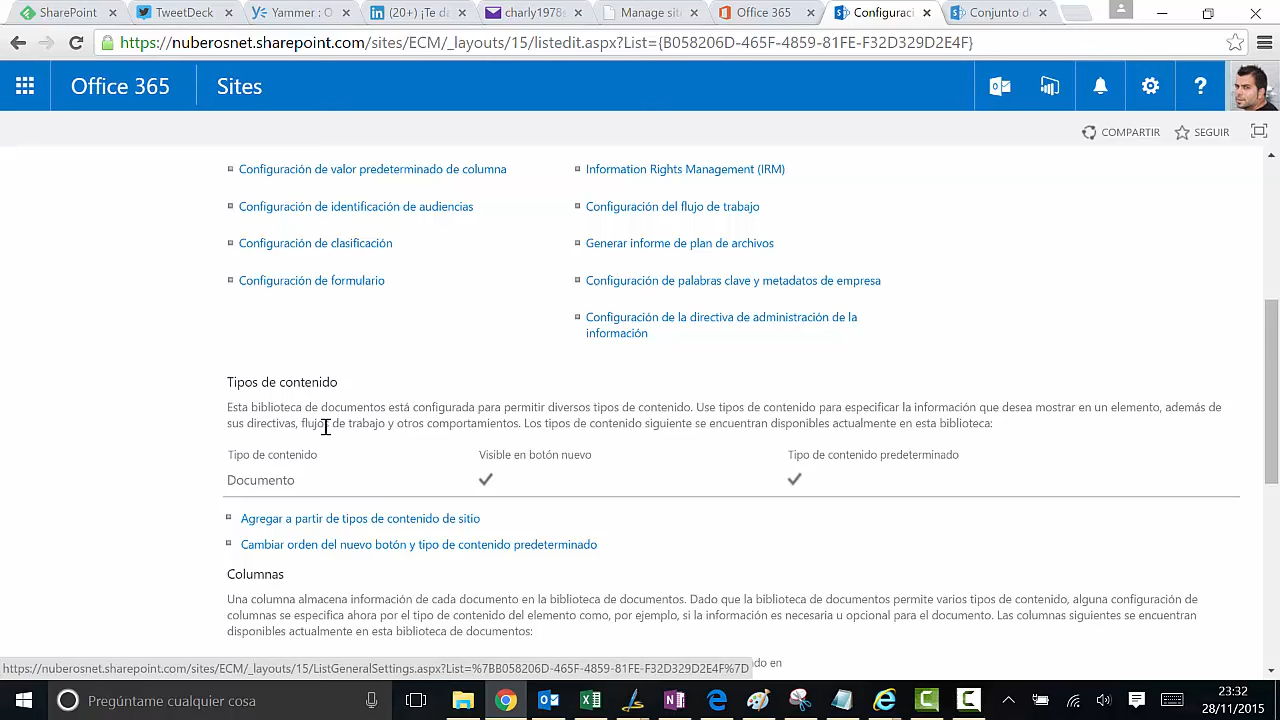 SharePoint
TweetDeck
Yammer : O
(20+) ¡Te d
charly1978s
Manage sit
Office 365
Configuraci
Conjunto d
https://nuberosnet.sharepoint.com/sites/ECM/_layouts/15/listedit.aspx?List={B058206D-465F-4859-81FE-F32D329D2E4F}
Office 365
Sites
?
COMPARTIR
SEGUIR
Configuración de valor predeterminado de columna
Information Rights Management (IRM)
Configuración de identificación de audiencias
Configuración del flujo de trabajo
Configuración de clasificación
Generar informe de plan de archivos
Configuración de formulario
Configuración de palabras clave y metadatos de empresa
Configuración de la directiva de administración de la
información
Tipos de contenido
Esta biblioteca de documentos está configurada para permitir diversos tipos de contenido. Use tipos de contenido para especificar la información que desea mostrar en un elemento, además de
sus directivas, flujos de trabajo y otros comportamientos. Los tipos de contenido siguiente se encuentran disponibles actualmente en esta biblioteca:
Tipo de contenido
Visible en botón nuevo
Tipo de contenido predeterminado
Documento
Agregar a partir de tipos de contenido de sitio
Cambiar orden del nuevo botón y tipo de contenido predeterminado
Columnas
Una columna almacena información de cada documento en la biblioteca de documentos. Dado que la biblioteca de documentos permite varios tipos de contenido, alguna configuración de
columnas se especifica ahora por el tipo de contenido del elemento como, por ejemplo, si la información es necesaria u opcional para el documento. Las columnas siguientes se encuentran
disponibles actualmente en esta biblioteca de documentos:
https://nuberosnet.sharepoint.com/sites/ECM/_layouts/15/ListGeneralSettings.aspx?List=%7BB058206D-465F-4859-81FE-F32D329D2E4F%7D
do en
Pregúntame cualquier cosa
23:32
28/11/2015